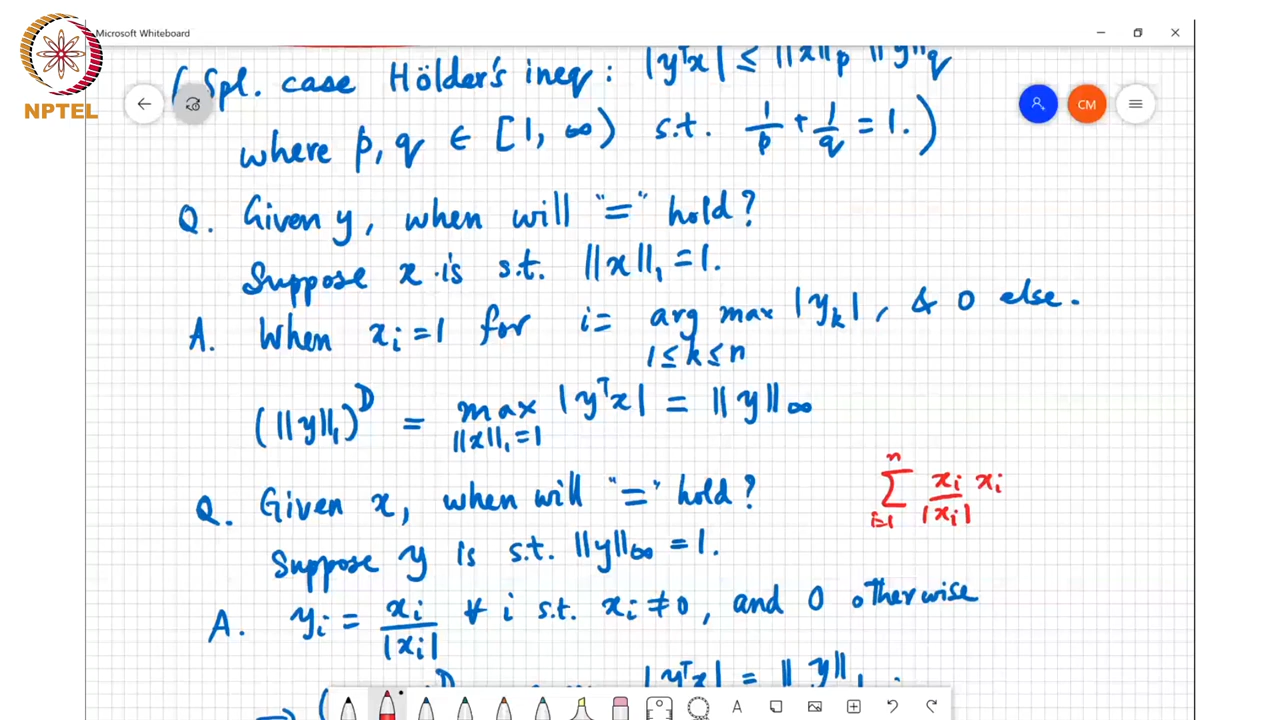 Microsoft Whiteboard
NPTEL
CM
(Spl. case Hölder's ineq: |yᵀx| ≤ ||x||p ||y||q
where p, q ∈ [1, ∞) s.t. 1/p + 1/q = 1.)
Q. Given y, when will "=" hold?
Suppose x is s.t. ||x||₁ = 1.
A. When xᵢ = 1 for i = arg max |yₖ|, & 0 else.
1 ≤ k ≤ n
(||y||₁)ᴰ = max |yᵀx| = ||y||∞
||x||₁ = 1
Q. Given x, when will "=" hold?
Suppose y is s.t. ||y||∞ = 1.
n
∑ xᵢ/|xᵢ| xᵢ
i=1
A. yᵢ = xᵢ/|xᵢ| ∀ i s.t. xᵢ ≠ 0, and 0 otherwise
|yᵀx| = ||y||₁.